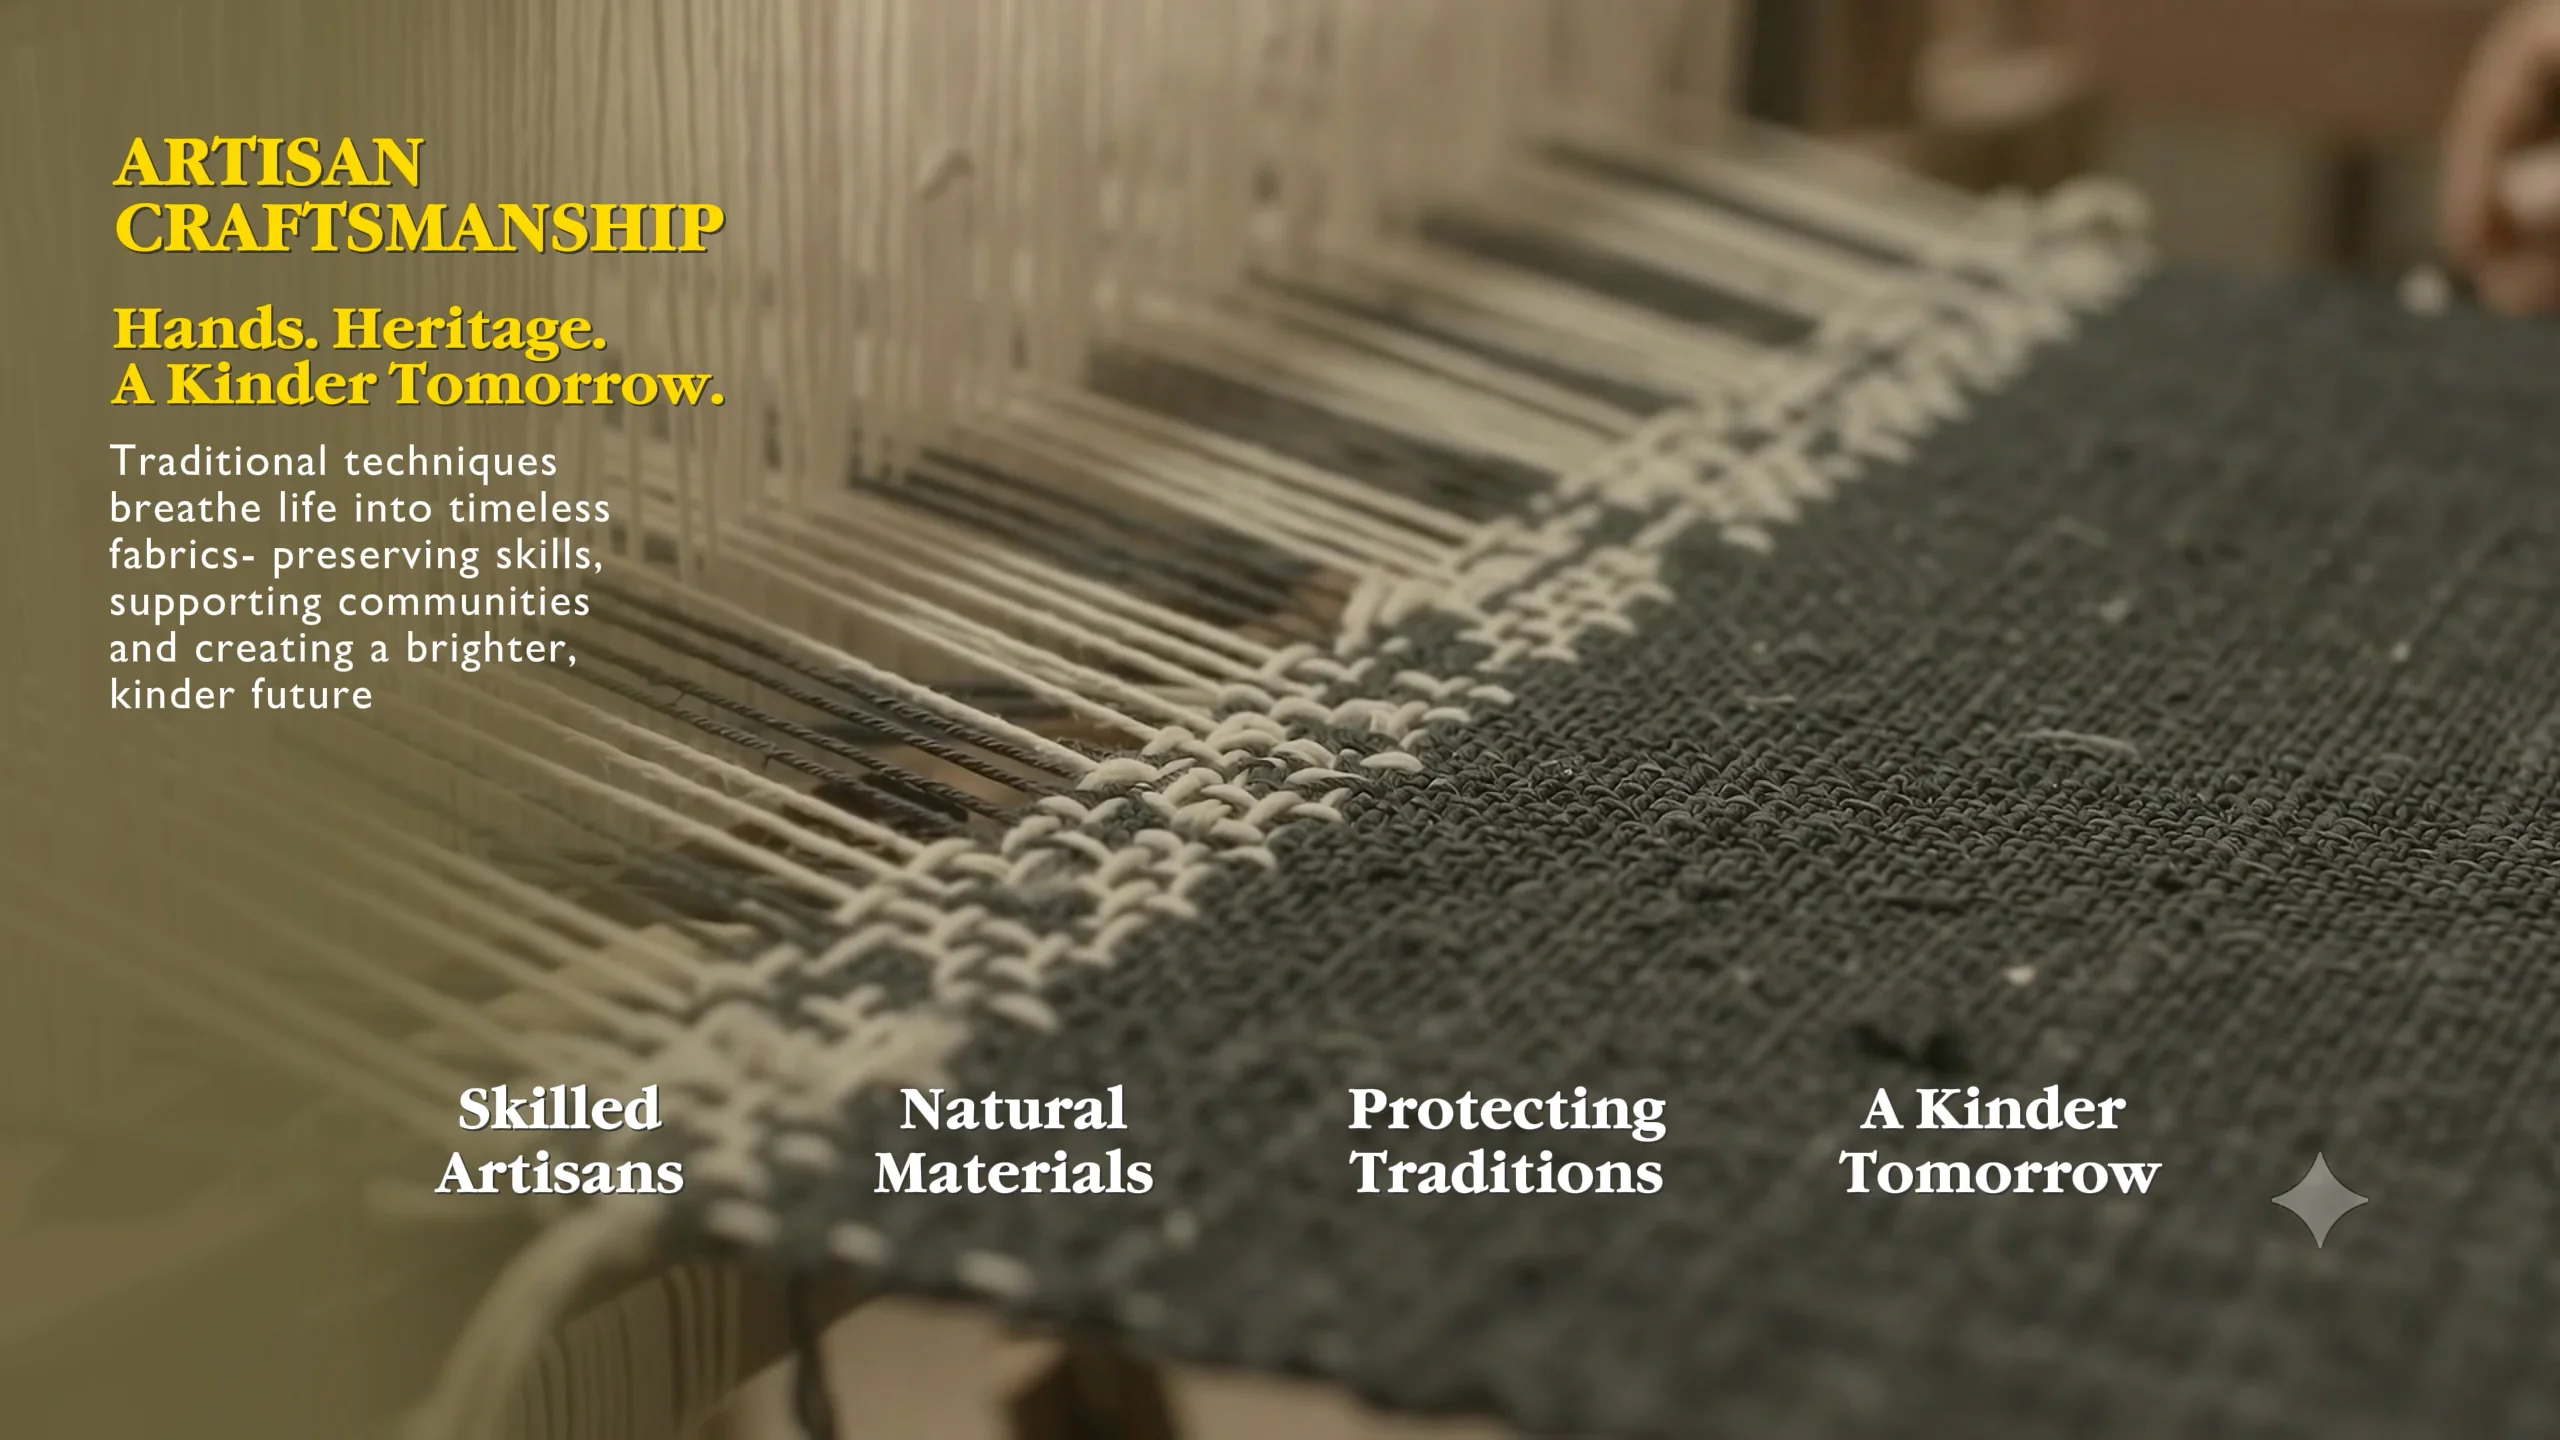 ARTISAN
CRAFTSMANSHIP
Hands. Heritage.
A Kinder Tomorrow.
Traditional techniques
breathe life into timeless
fabrics- preserving skills,
supporting communities
and creating a brighter,
kinder future
Skilled
Artisans
Natural
Materials
Protecting
Traditions
A Kinder
Tomorrow